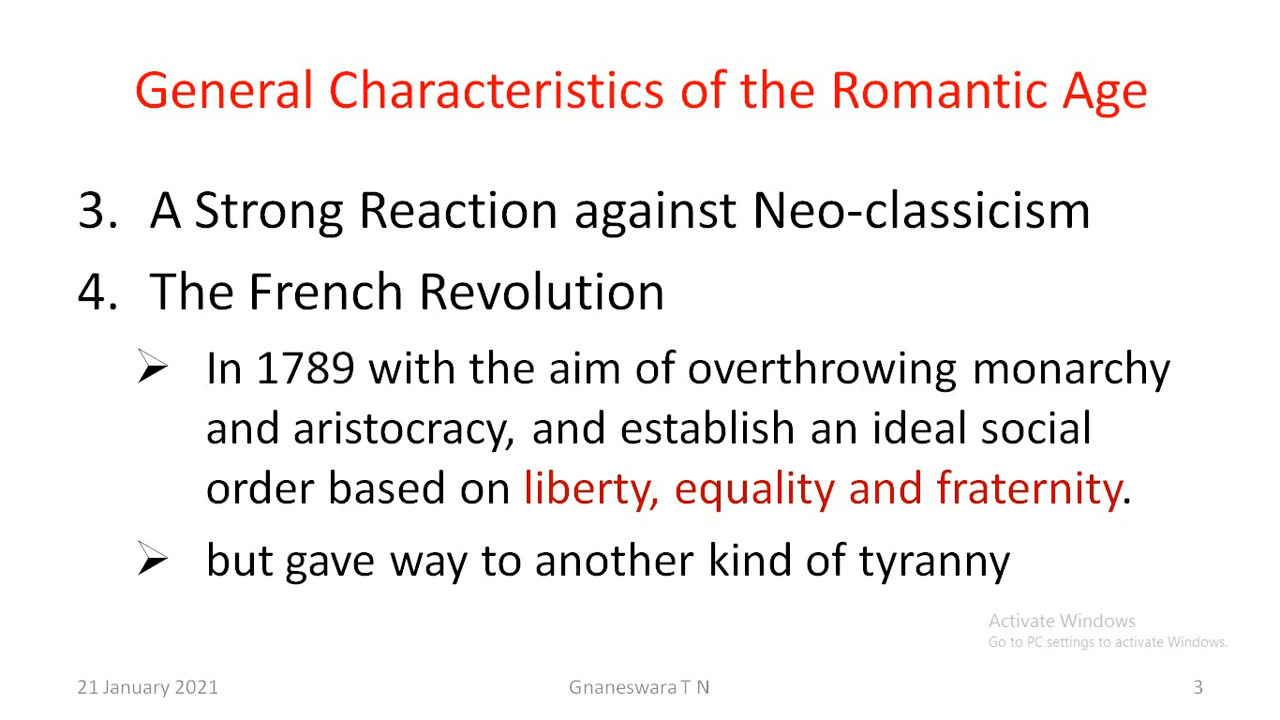 General Characteristics of the Romantic Age
3. A Strong Reaction against Neo-classicism
4. The French Revolution
➢ In 1789 with the aim of overthrowing monarchy
and aristocracy, and establish an ideal social
order based on liberty, equality and fraternity.
➢ but gave way to another kind of tyranny
Activate Windows
Go to PC settings to activate Windows.
21 January 2021 Gnaneswara T N 3